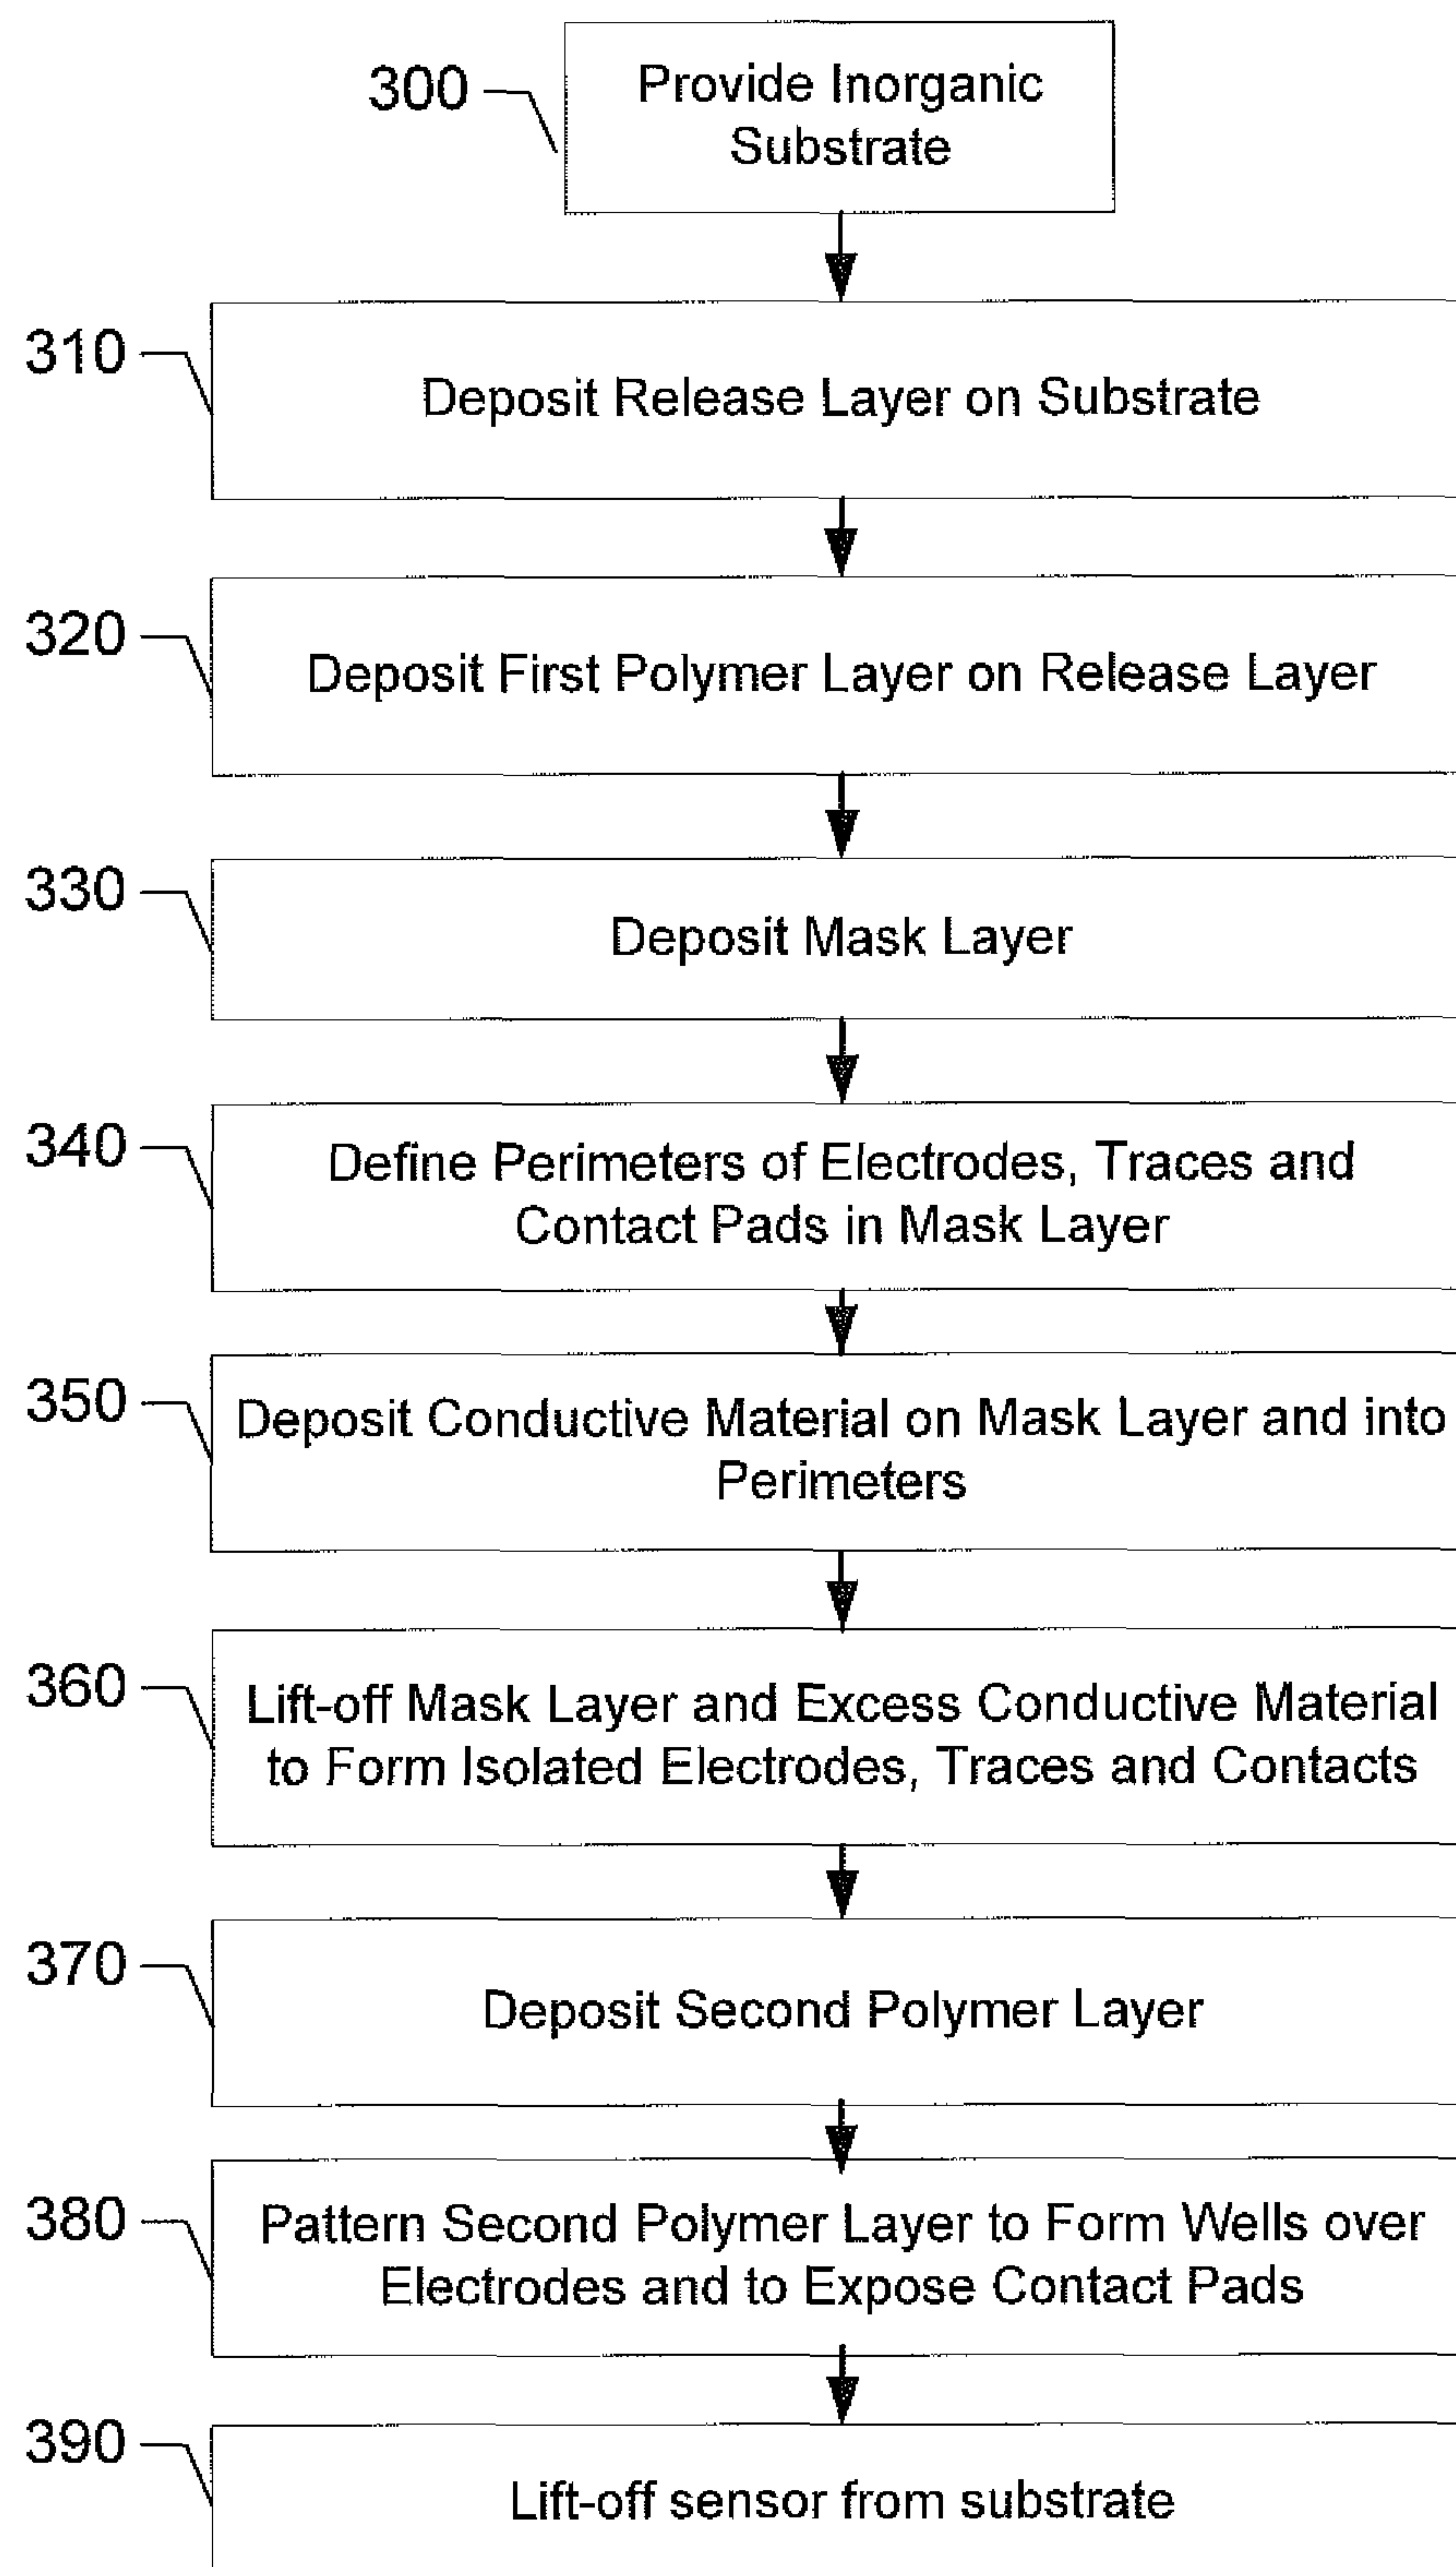 300
Provide Inorganic
Substrate
310
Deposit Release Layer on Substrate
320
Deposit First Polymer Layer on Release Layer
330
Deposit Mask Layer
340
Define Perimeters of Electrodes, Traces and
Contact Pads in Mask Layer
350
Deposit Conductive Material on Mask Layer and into
Perimeters
360
Lift-off Mask Layer and Excess Conductive Material
to Form Isolated Electrodes, Traces and Contacts
370
Deposit Second Polymer Layer
380
Pattern Second Polymer Layer to Form Wells over
Electrodes and to Expose Contact Pads
390
Lift-off sensor from substrate